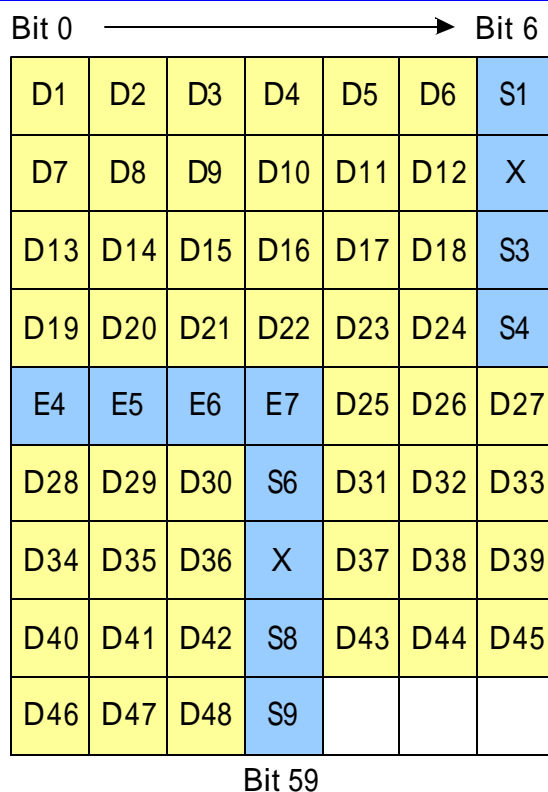 Bit 0 Bit 6
D1 D2 D3 D4 D5 D6 S1
D7 D8 D9 D10 D11 D12 X
D13 D14 D15 D16 D17 D18 S3
D19 D20 D21 D22 D23 D24 S4
E4 E5 E6 E7 D25 D26 D27
D28 D29 D30 S6 D31 D32 D33
D34 D35 D36 X D37 D38 D39
D40 D41 D42 S8 D43 D44 D45
D46 D47 D48 S9
Bit 59